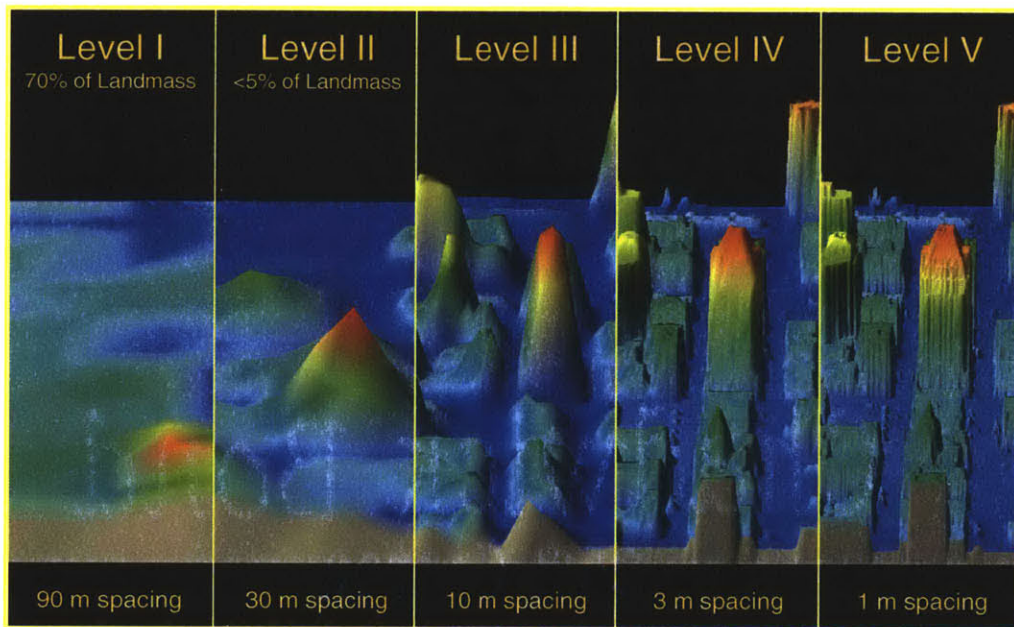 Level I
70% of Landmass
Level II
<5% of Landmass
Level III
Level IV
Level V
90 m spacing
30 m spacing
10 m spacing
3 m spacing
1 m spacing